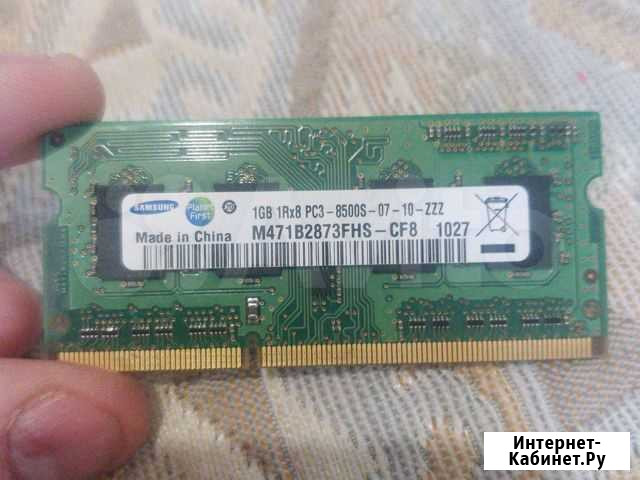 SAMSUNG
Planet First
1GB 1Rx8 PC3-8500S-07-10-ZZZ
Made in China
M471B2873FHS-CF8 1027
Интернет-
Кабинет.Ру